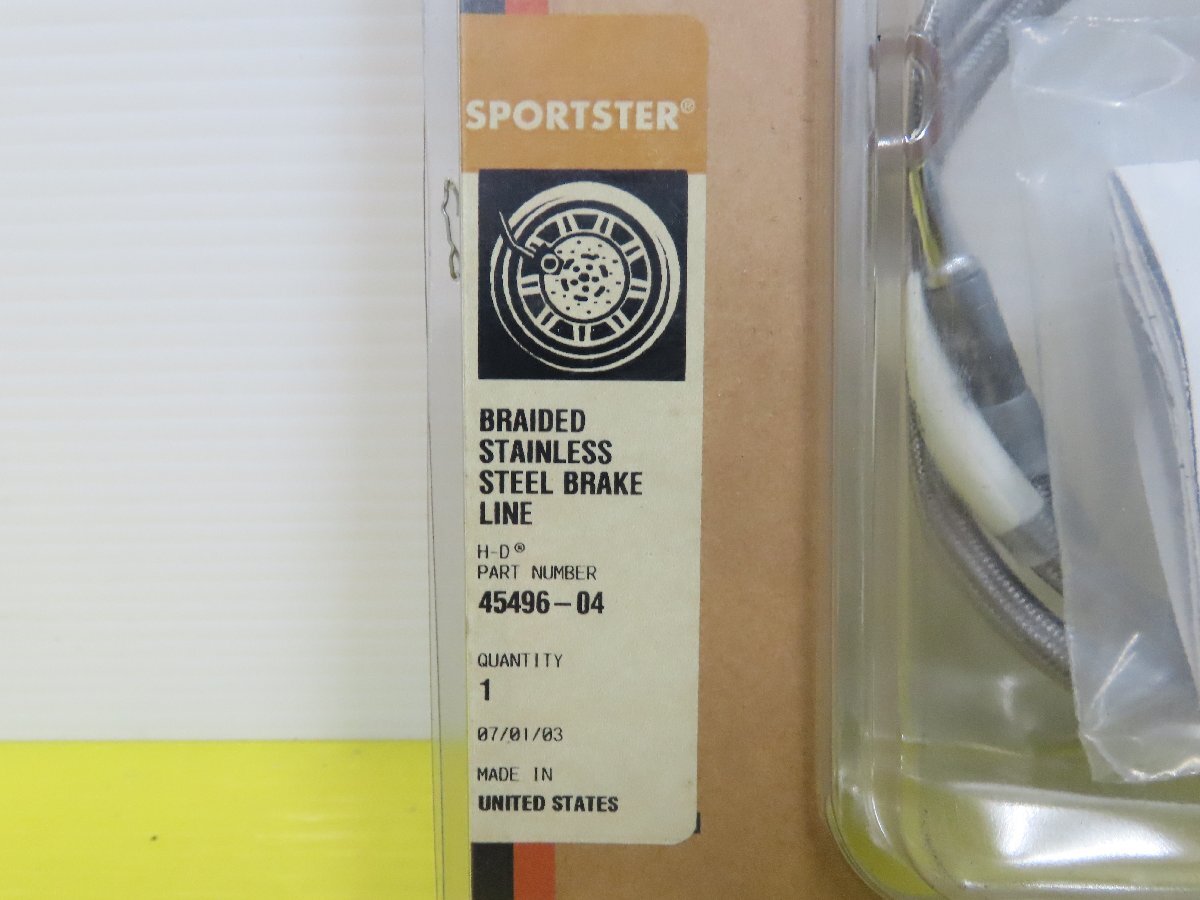 SPORTSTER®
BRAIDED
STAINLESS
STEEL BRAKE
LINE
H-D®
PART NUMBER
45496-04
QUANTITY
1
07/01/03
MADE IN
UNITED STATES